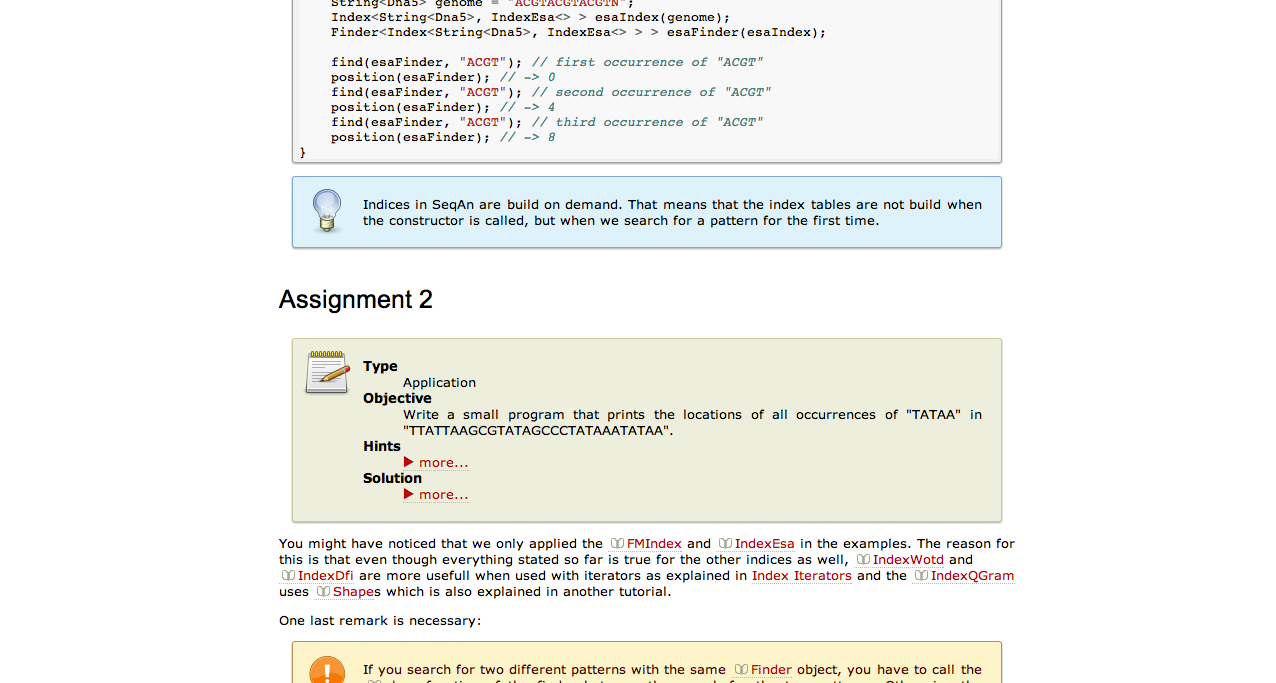 String<Dna5> genome = "ACGTACGTACGTN";
Index<String<Dna5>, IndexEsa<> > esaIndex(genome);
Finder<Index<String<Dna5>, IndexEsa<> > > esaFinder(esaIndex);
find(esaFinder, "ACGT"); // first occurrence of "ACGT"
position(esaFinder); // -> 0
find(esaFinder, "ACGT"); // second occurrence of "ACGT"
position(esaFinder); // -> 4
find(esaFinder, "ACGT"); // third occurrence of "ACGT"
position(esaFinder); // -> 8
}
Indices in SeqAn are build on demand. That means that the index tables are not build when
the constructor is called, but when we search for a pattern for the first time.
Assignment 2
Type
Application
Objective
Write a small program that prints the locations of all occurrences of "TATAA" in
"TTATTAAGCGTATAGCCCTATAAATATAA".
Hints
more...
Solution
more...
You might have noticed that we only applied the FMIndex and IndexEsa in the examples. The reason for
this is that even though everything stated so far is true for the other indices as well, IndexWotd and
IndexDfi are more usefull when used with iterators as explained in Index Iterators and the IndexQGram
uses Shapes which is also explained in another tutorial.
One last remark is necessary:
If you search for two different patterns with the same Finder object, you have to call the